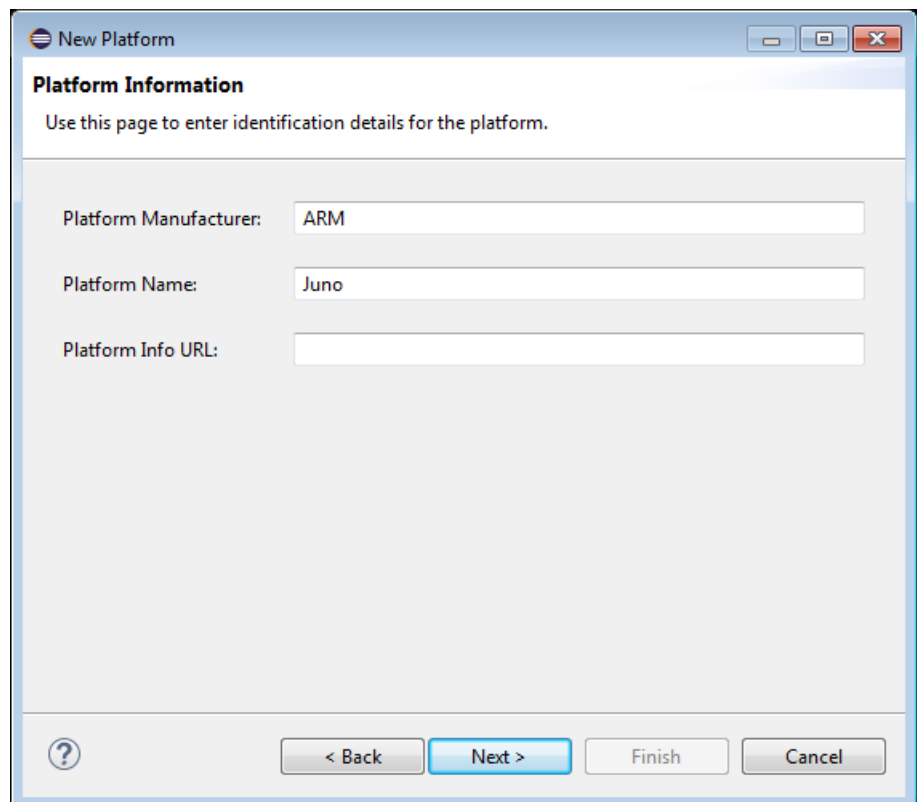 New Platform
Platform Information
Use this page to enter identification details for the platform.
Platform Manufacturer: ARM
Platform Name: Juno
Platform Info URL:
? < Back Next > Finish Cancel